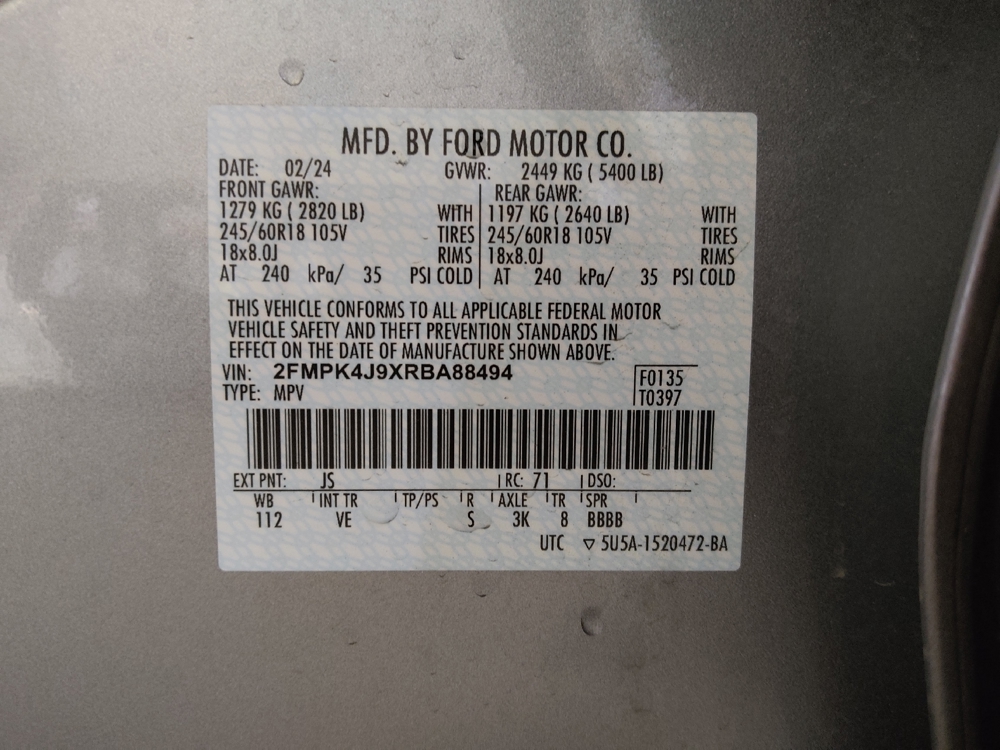 MFD. BY FORD MOTOR CO.
DATE: 02/24 GVWR: 2449 KG ( 5400 LB)
FRONT GAWR: REAR GAWR:
1279 KG ( 2820 LB) WITH 1197 KG ( 2640 LB) WITH
245/60R18 105V TIRES 245/60R18 105V TIRES
18x8.0J RIMS 18x8.0J RIMS
AT 240 kPa/ 35 PSI COLD AT 240 kPa/ 35 PSI COLD
THIS VEHICLE CONFORMS TO ALL APPLICABLE FEDERAL MOTOR
VEHICLE SAFETY AND THEFT PREVENTION STANDARDS IN
EFFECT ON THE DATE OF MANUFACTURE SHOWN ABOVE.
VIN: 2FMPK4J9XRBA88494 F0135
TYPE: MPV T0397
EXT PNT: JS RC: 71 DSO:
WB INT TR TP/PS R AXLE TR SPR
112 VE S 3K 8 BBBB
UTC ▽ 5U5A-1520472-BA